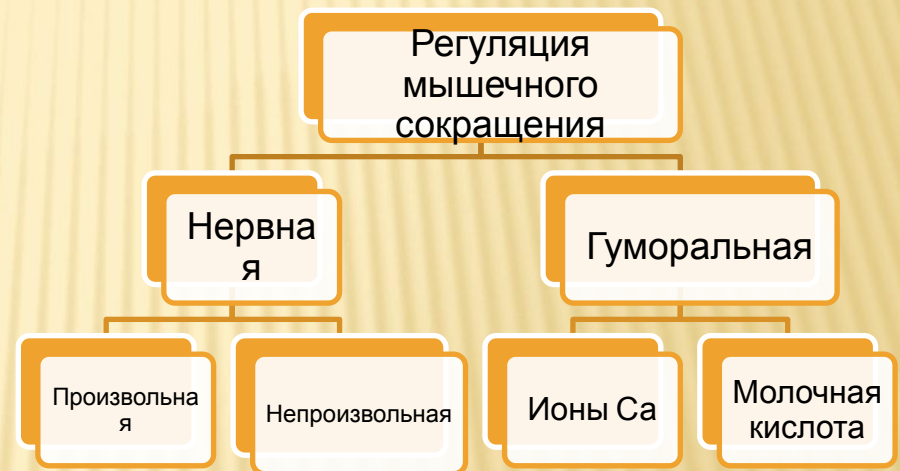 Регуляция
мышечного
сокращения
Нервна
я
Гуморальная
Произвольна
я
Непроизвольная
Ионы Са
Молочная
кислота